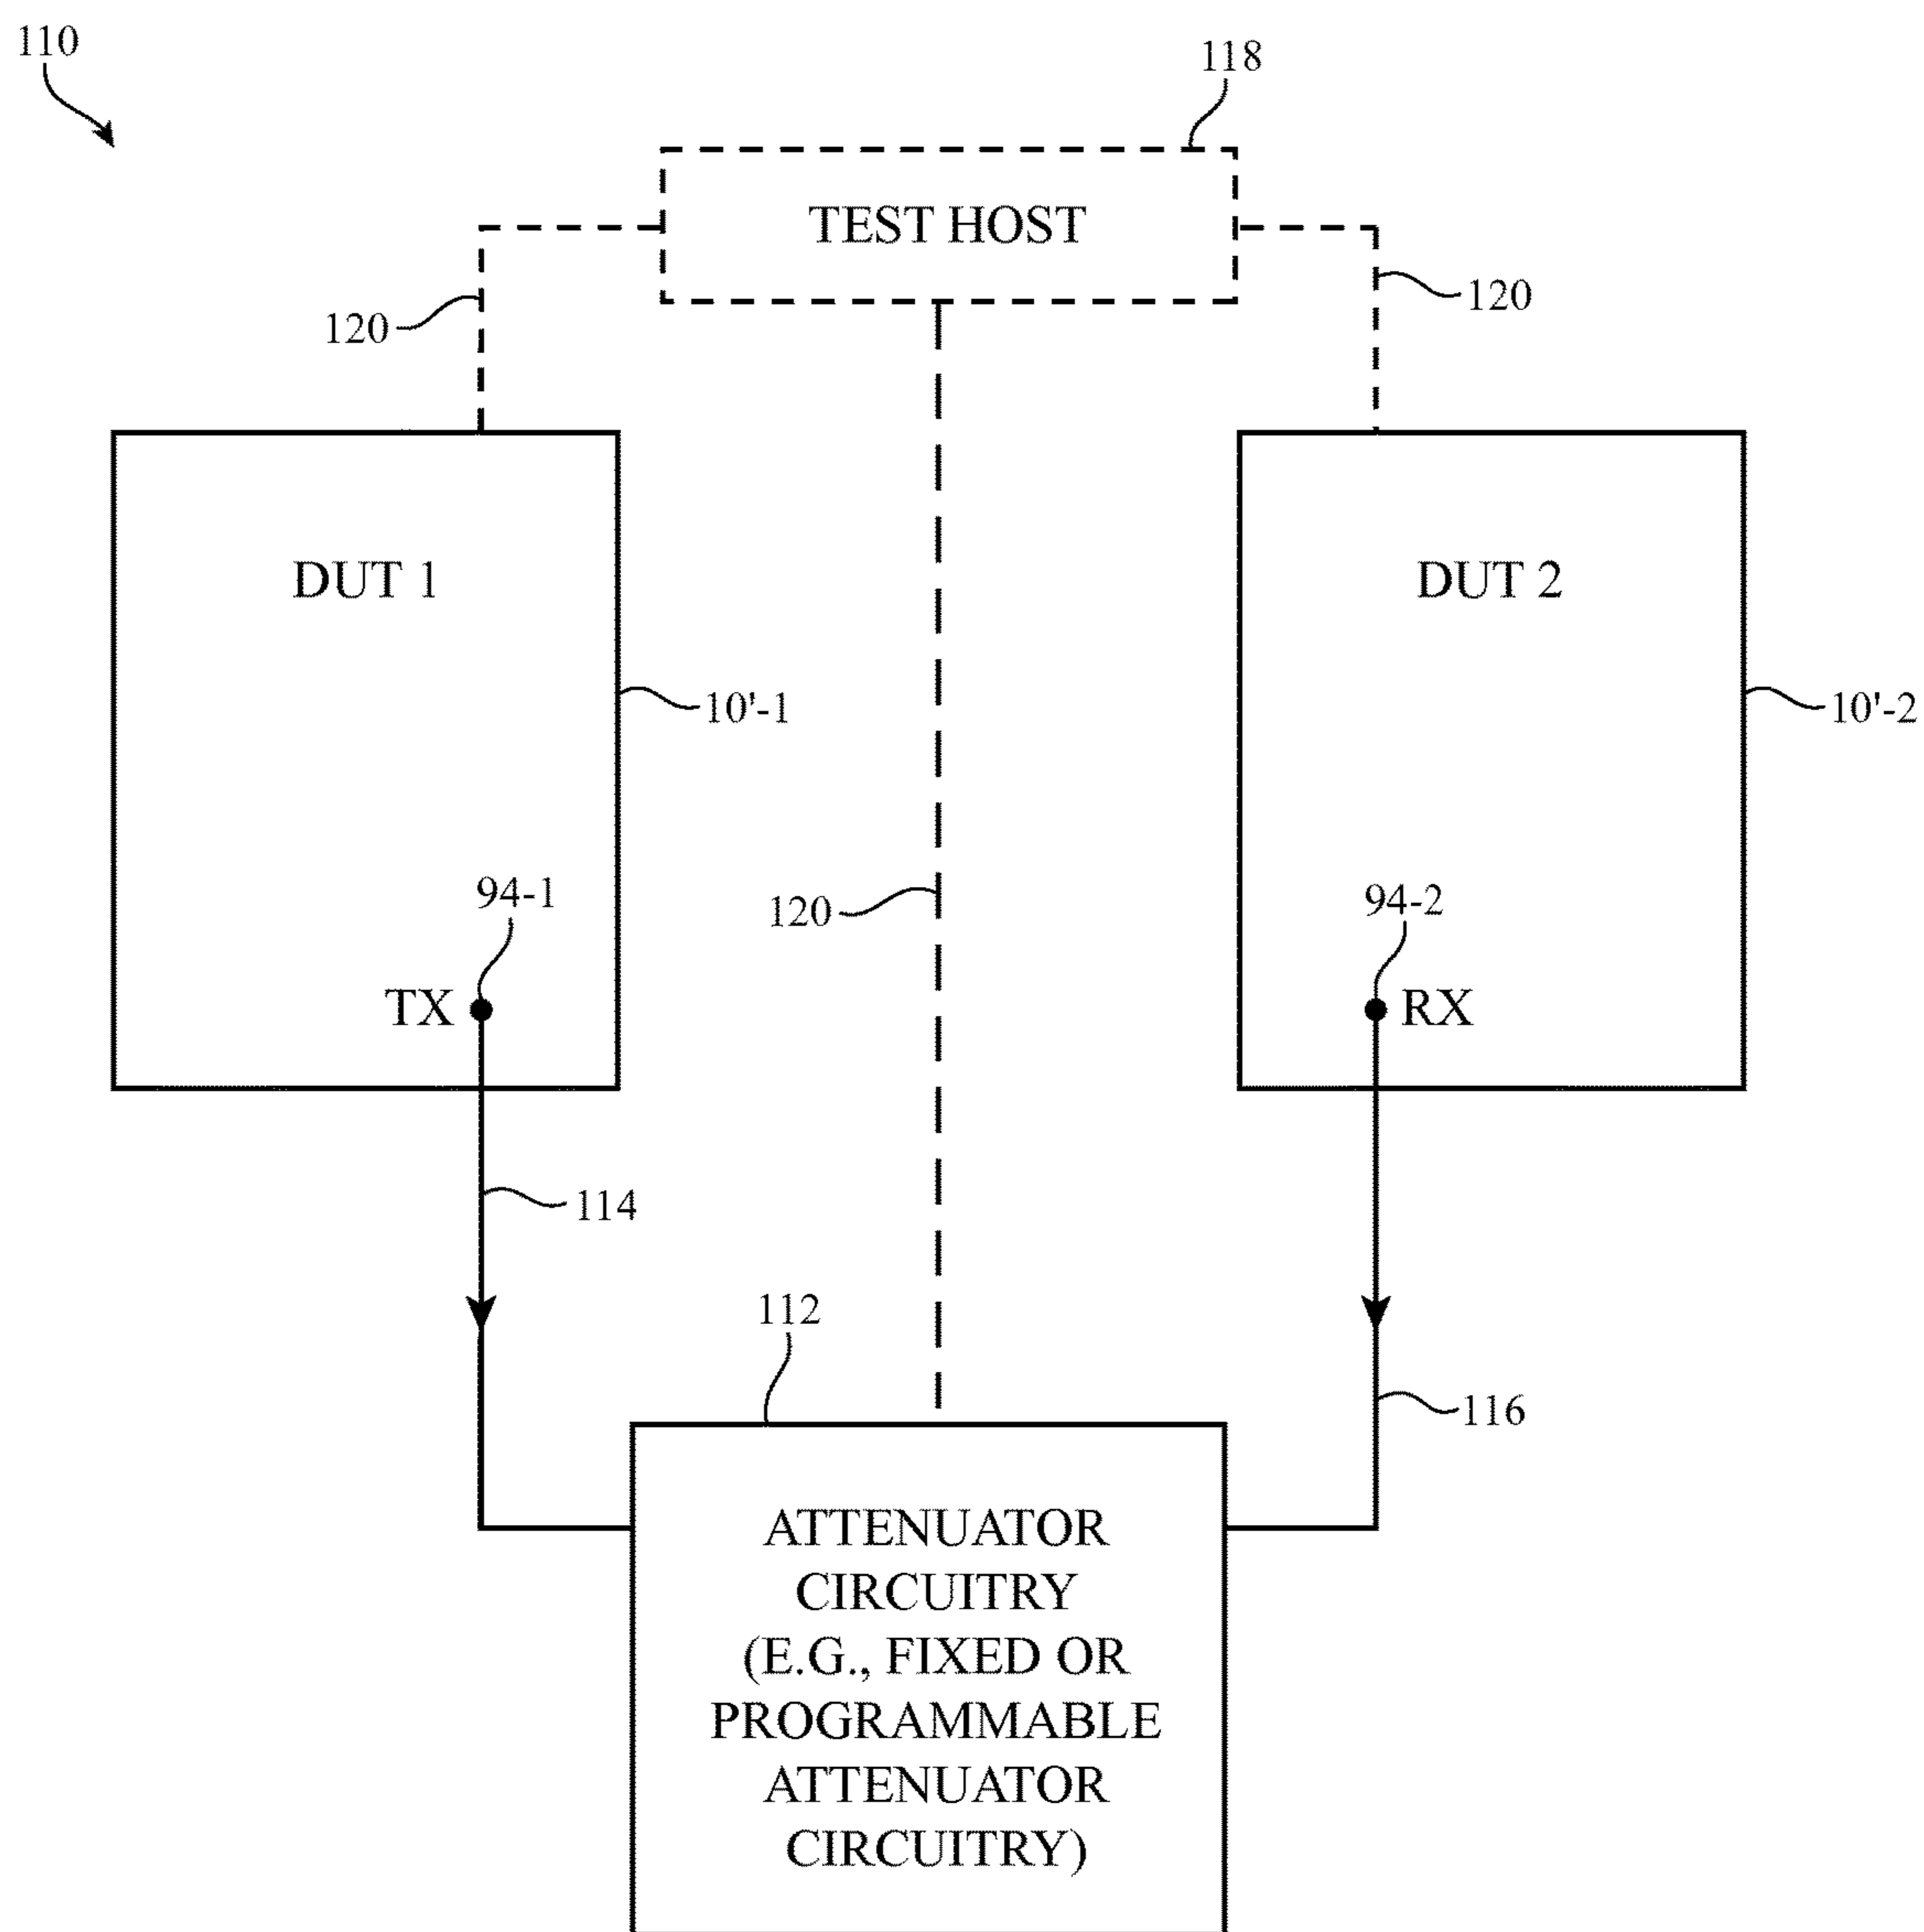 110
118
TEST HOST
120
120
DUT 1
DUT 2
10'-1
10'-2
94-1
94-2
120
TX
RX
114
112
116
ATTENUATOR
CIRCUITRY
(E.G., FIXED OR
PROGRAMMABLE
ATTENUATOR
CIRCUITRY)